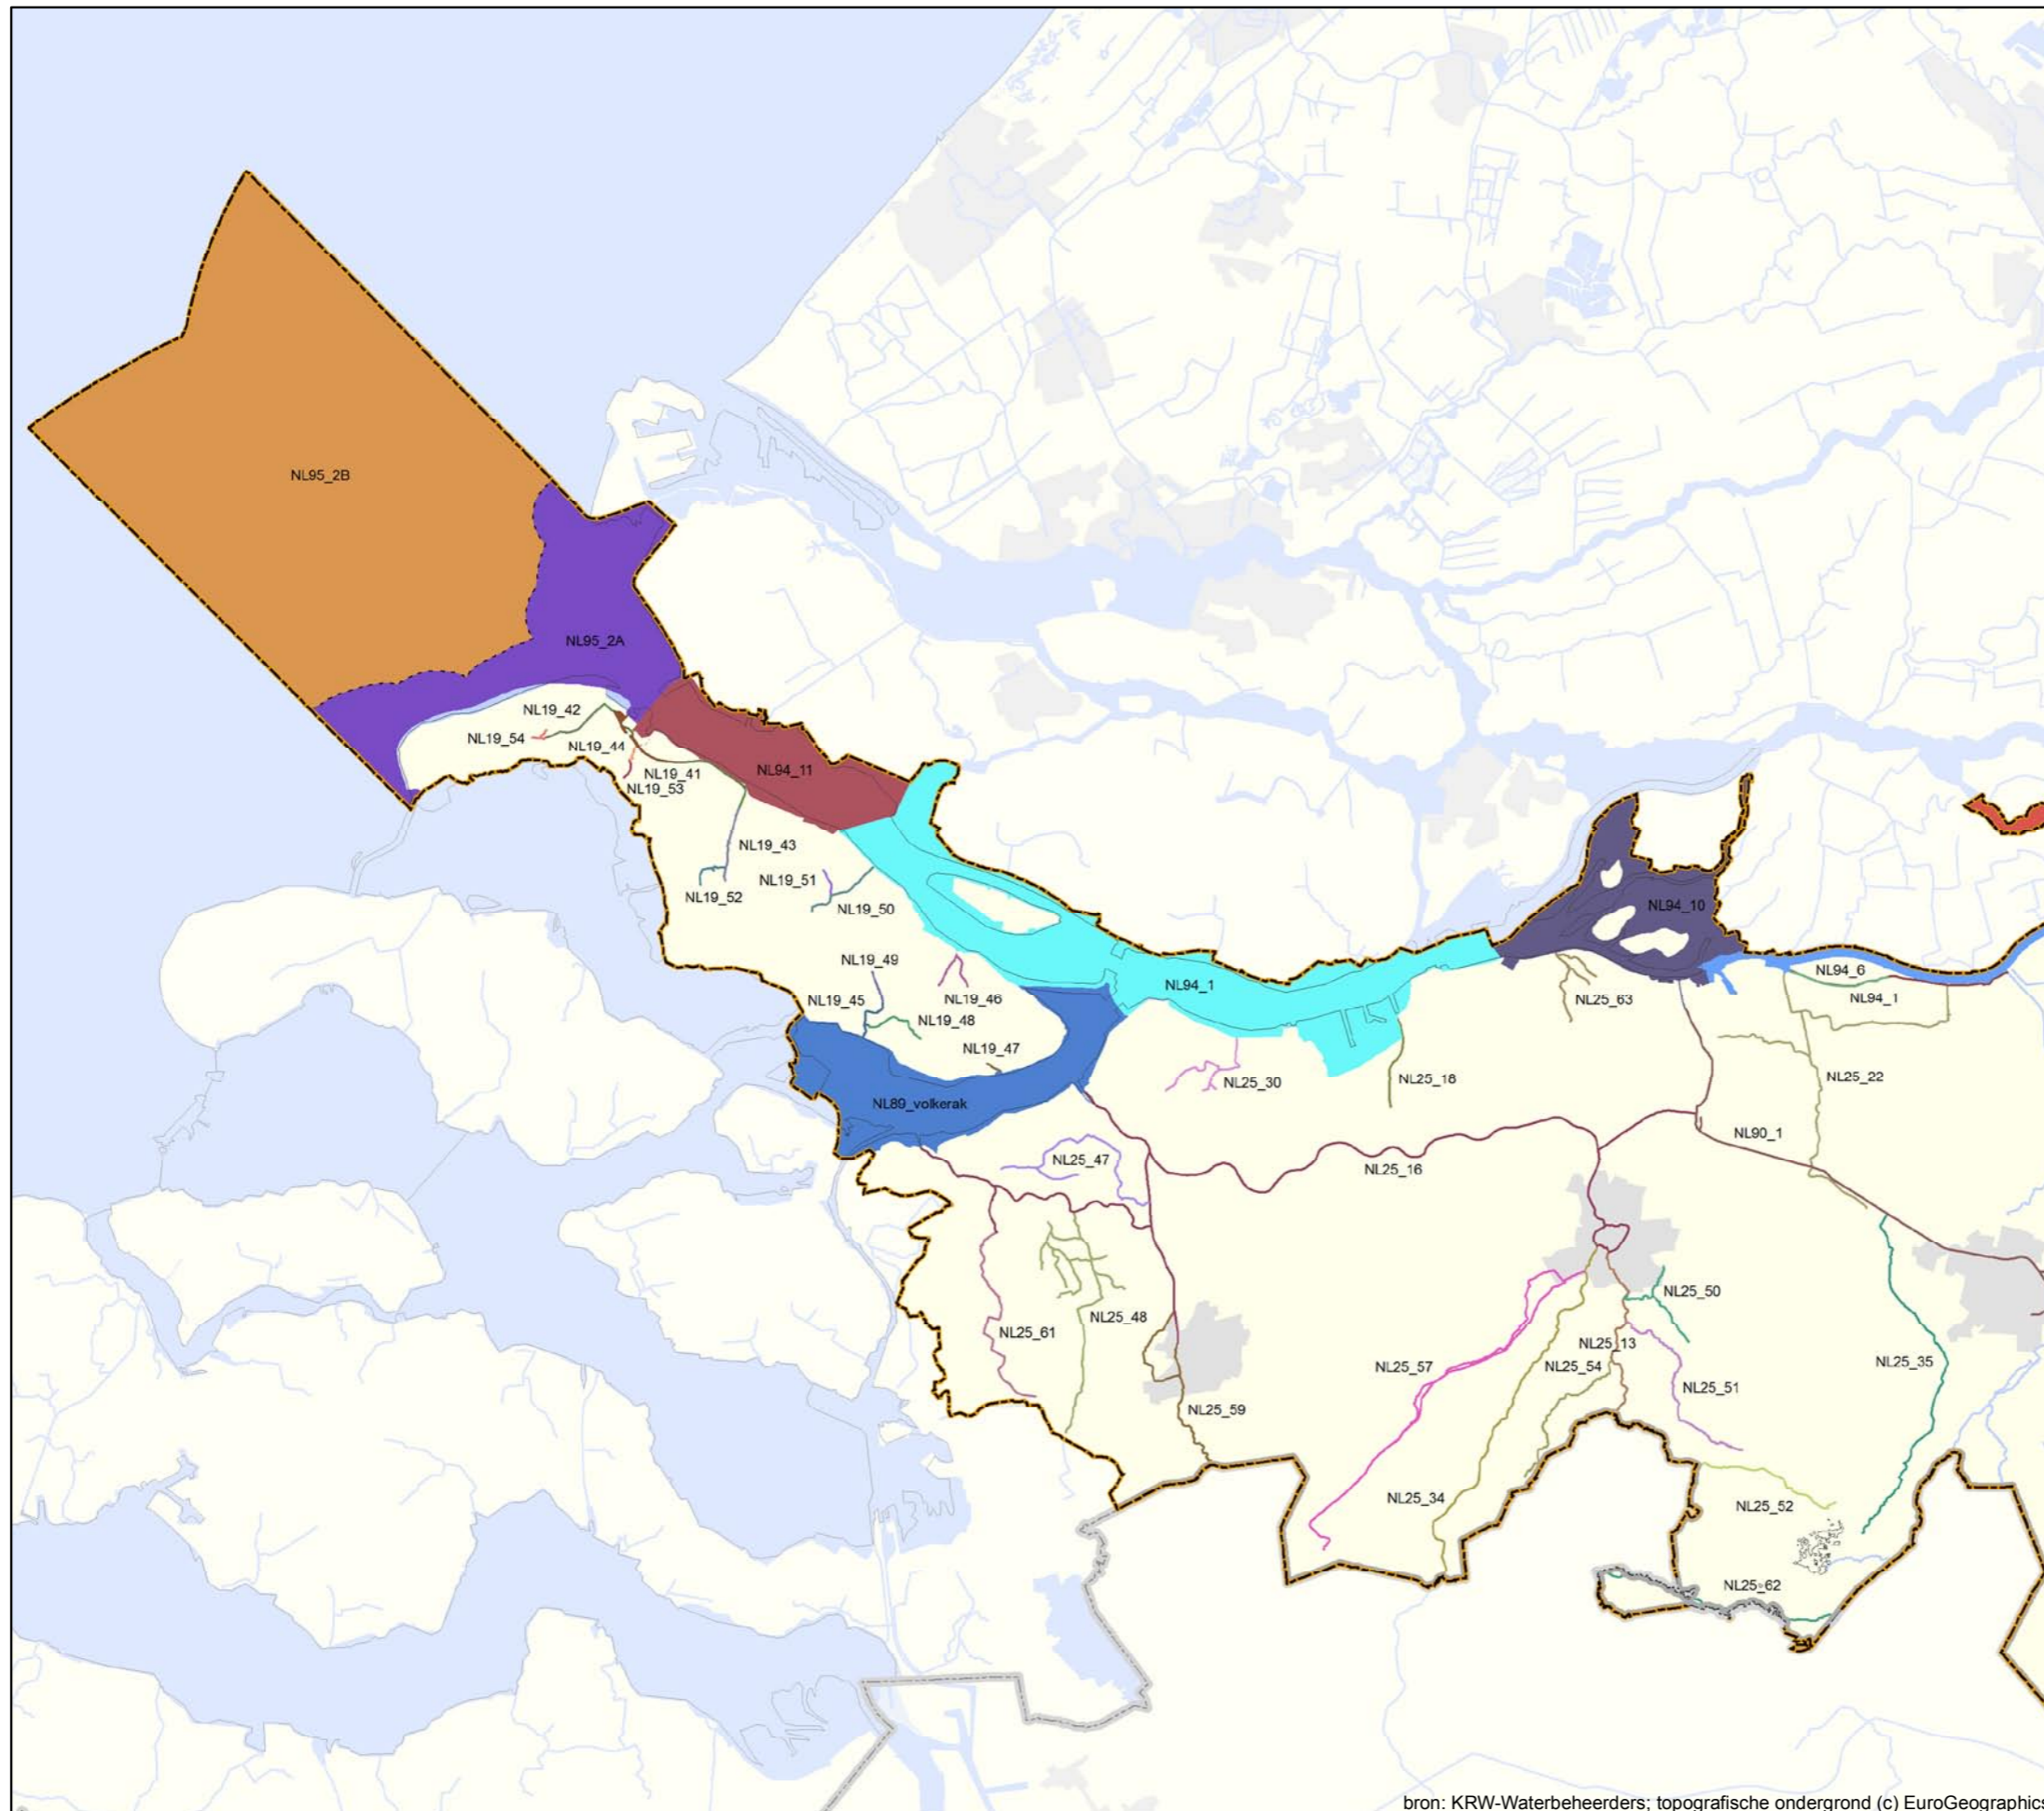 NL95_2B
NL95_2A
NL19_42
NL19_54
NL19_44
NL19_41
NL94_11
NL19_53
NL19_43
NL19_51
NL19_52
NL19_50
NL94_10
NL19_49
NL94_6
NL94_1
NL94_1
NL19_45
NL19_46
NL25_63
NL19_48
NL19_47
NL25_30
NL25_18
NL25_22
NL89_volkerak
NL90_1
NL25_47
NL25_16
NL25_50
NL25_48
NL25_61
NL25_13
NL25_57
NL25_54
NL25_35
NL25_51
NL25_59
NL25_34
NL25_52
NL25_62
bron: KRW-Waterbeheerders; topografische ondergrond (c) EuroGeographics